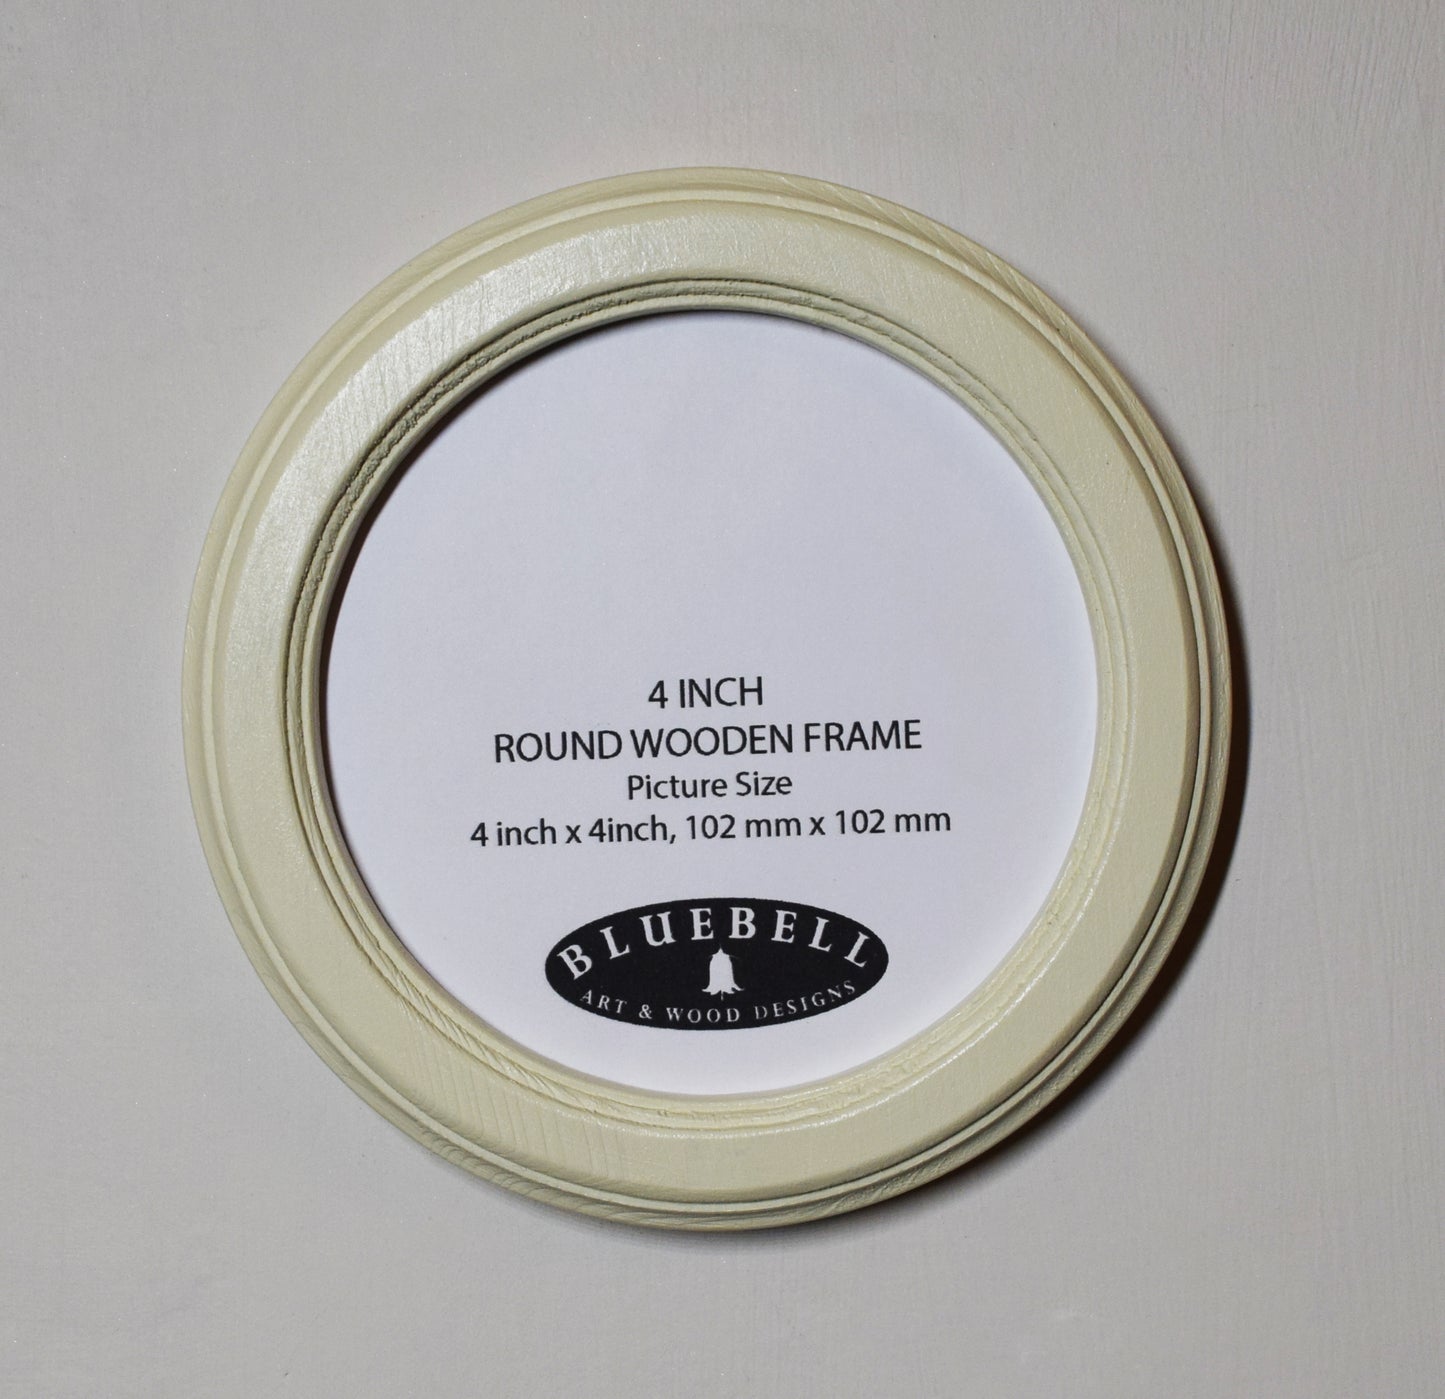 4 INCH
ROUND WOODEN FRAME
Picture Size
4 inch x 4inch, 102 mm x 102 mm
BLUEBELL
ART & WOOD DESIGNS